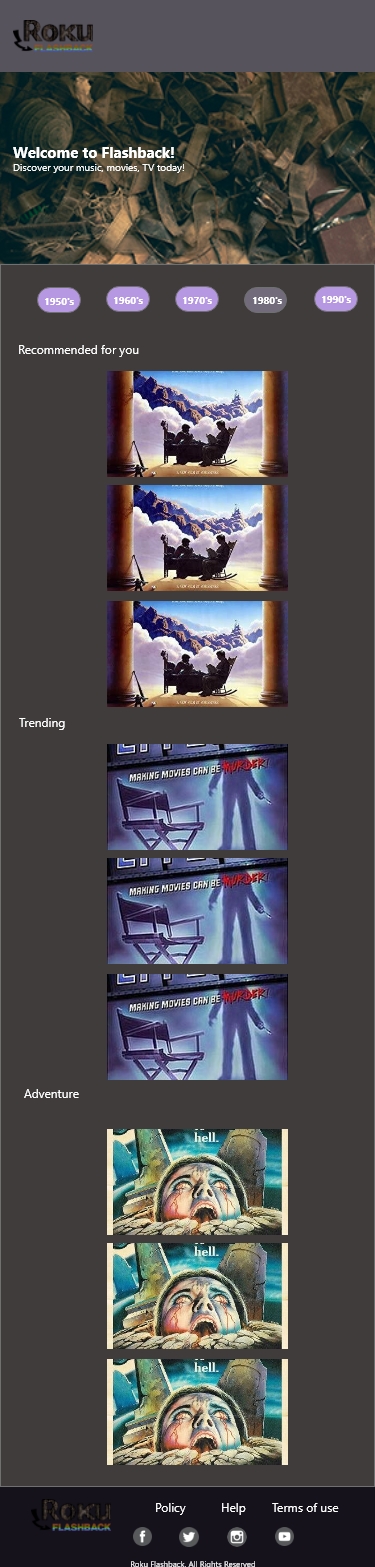 Roku
FLASHBACK
Welcome to Flashback!
Discover your music, movies, TV today!
1950's
1960's
1970's
1980's
1990's
Recommended for you
Trending
MAKING MOVIES CAN BE MURDER!
MAKING MOVIES CAN BE MURDER!
MAKING MOVIES CAN BE MURDER!
Adventure
hell.
hell.
hell.
Roku
FLASHBACK
Policy
Help
Terms of use
f
Roku Flashback. All Rights Reserved